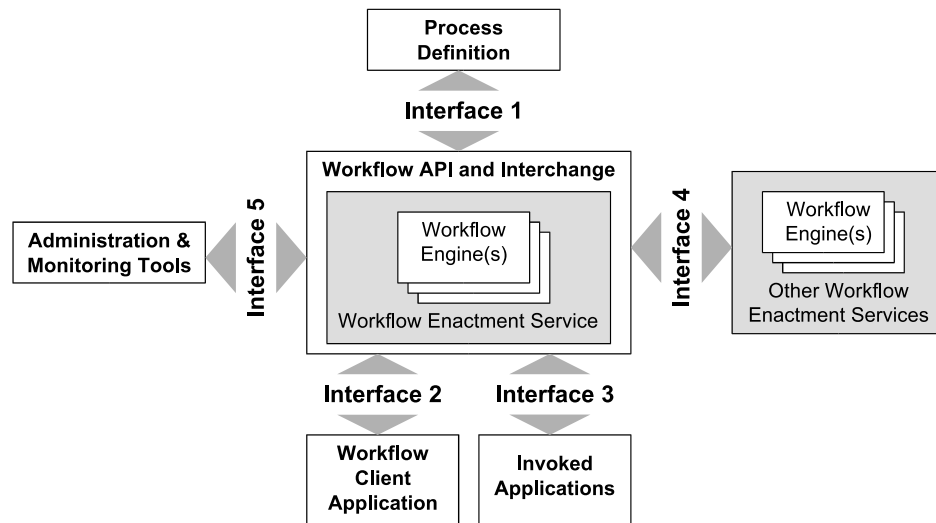 Process
Definition
Interface 1
Workflow API and Interchange
Workflow
Engine(s)
Workflow Enactment Service
Interface 5
Administration &
Monitoring Tools
Interface 4
Workflow
Engine(s)
Other Workflow
Enactment Services
Interface 2
Interface 3
Workflow
Client
Application
Invoked
Applications